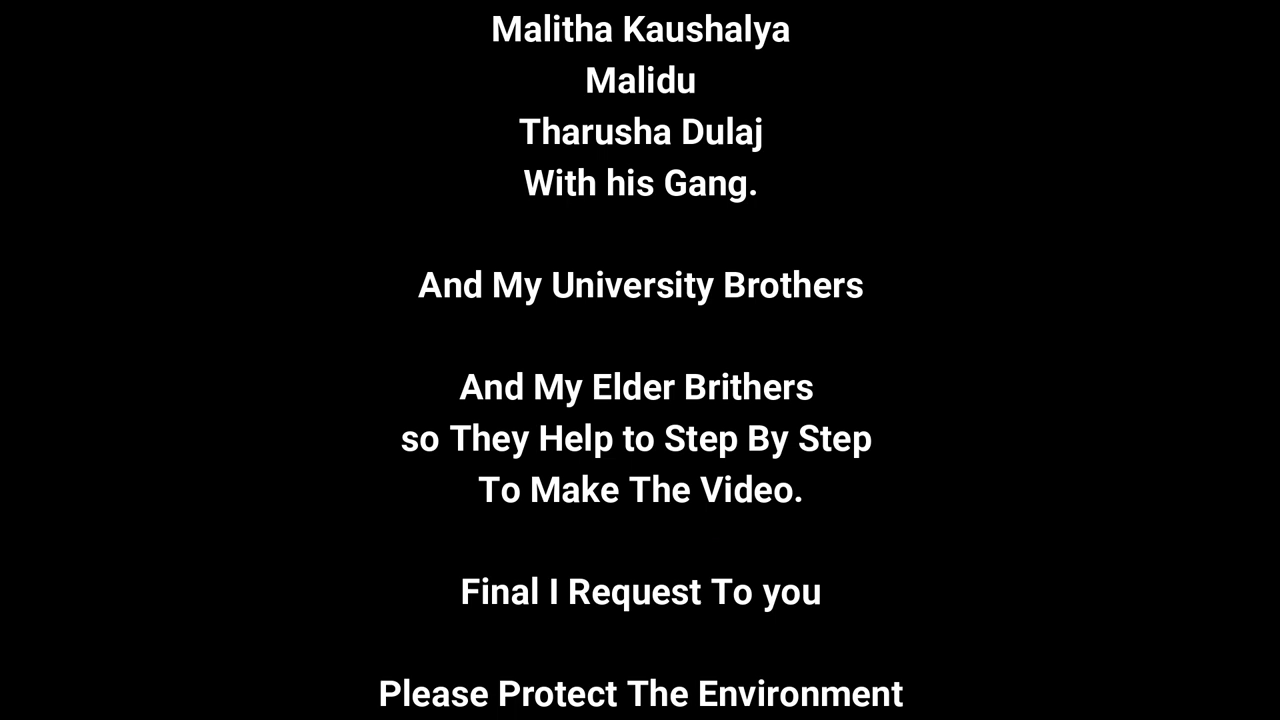 Malitha Kaushalya
Malidu
Tharusha Dulaj
With his Gang.
And My University Brothers
And My Elder Brithers
so They Help to Step By Step
To Make The Video.
Final I Request To you
Please Protect The Environment